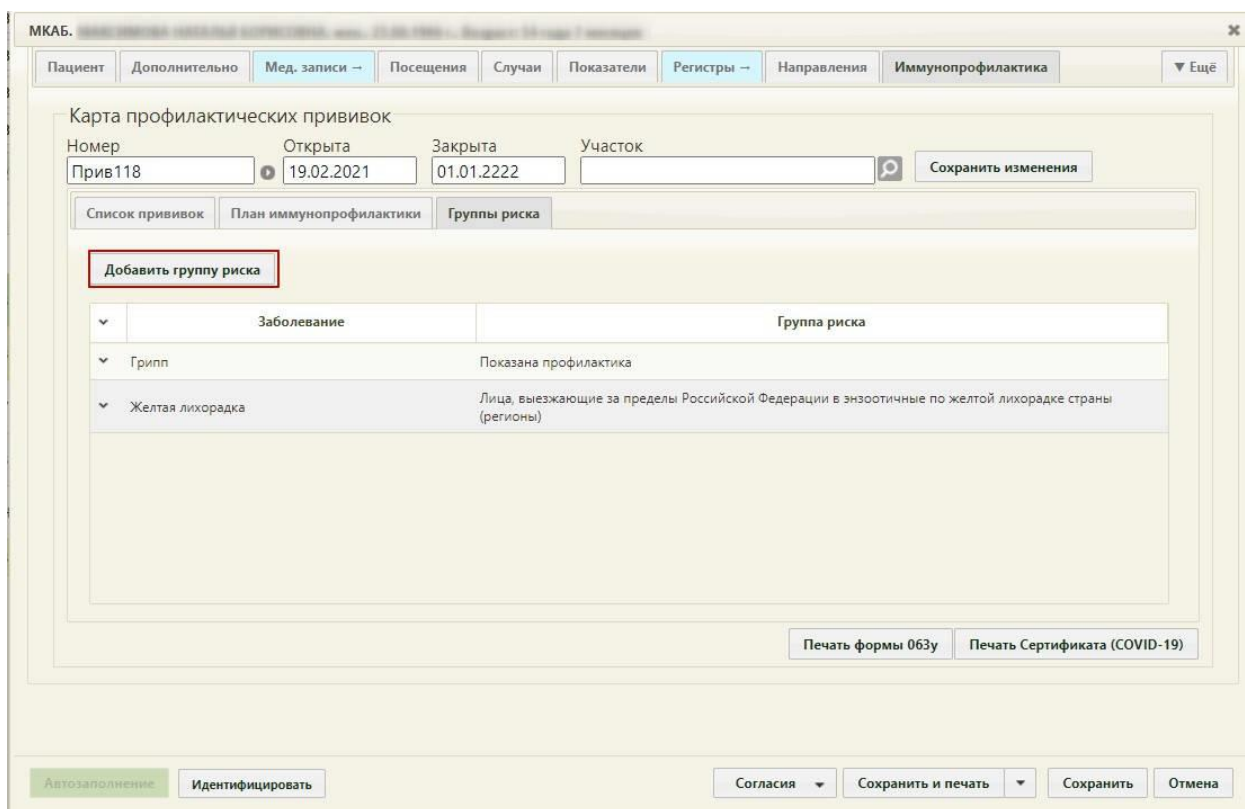 МКАБ.
Пациент Дополнительно Мед. записи → Посещения Случаи Показатели Регистры → Направления Иммунопрофилактика ▼ Ещё
Карта профилактических прививок
Номер Открыта Закрыта Участок
Прив118 19.02.2021 01.01.2222 Сохранить изменения
Список прививок План иммунопрофилактики Группы риска
Добавить группу риска
Заболевание Группа риска
Грипп Показана профилактика
Желтая лихорадка Лица, выезжающие за пределы Российской Федерации в энзоотичные по желтой лихорадке страны
(регионы)
Печать формы 063у Печать Сертификата (COVID-19)
Автозаполнение Идентифицировать Согласия Сохранить и печать Сохранить Отмена